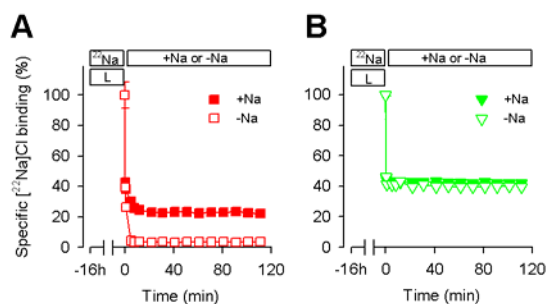 A
²²Na
+Na or -Na
L
Specific [²²Na]Cl binding (%)
100
80
60
40
20
0
+Na
-Na
-16h
0
40
80
120
Time (min)
B
²²Na
+Na or -Na
L
100
80
60
40
20
0
+Na
-Na
-16h
0
40
80
120
Time (min)